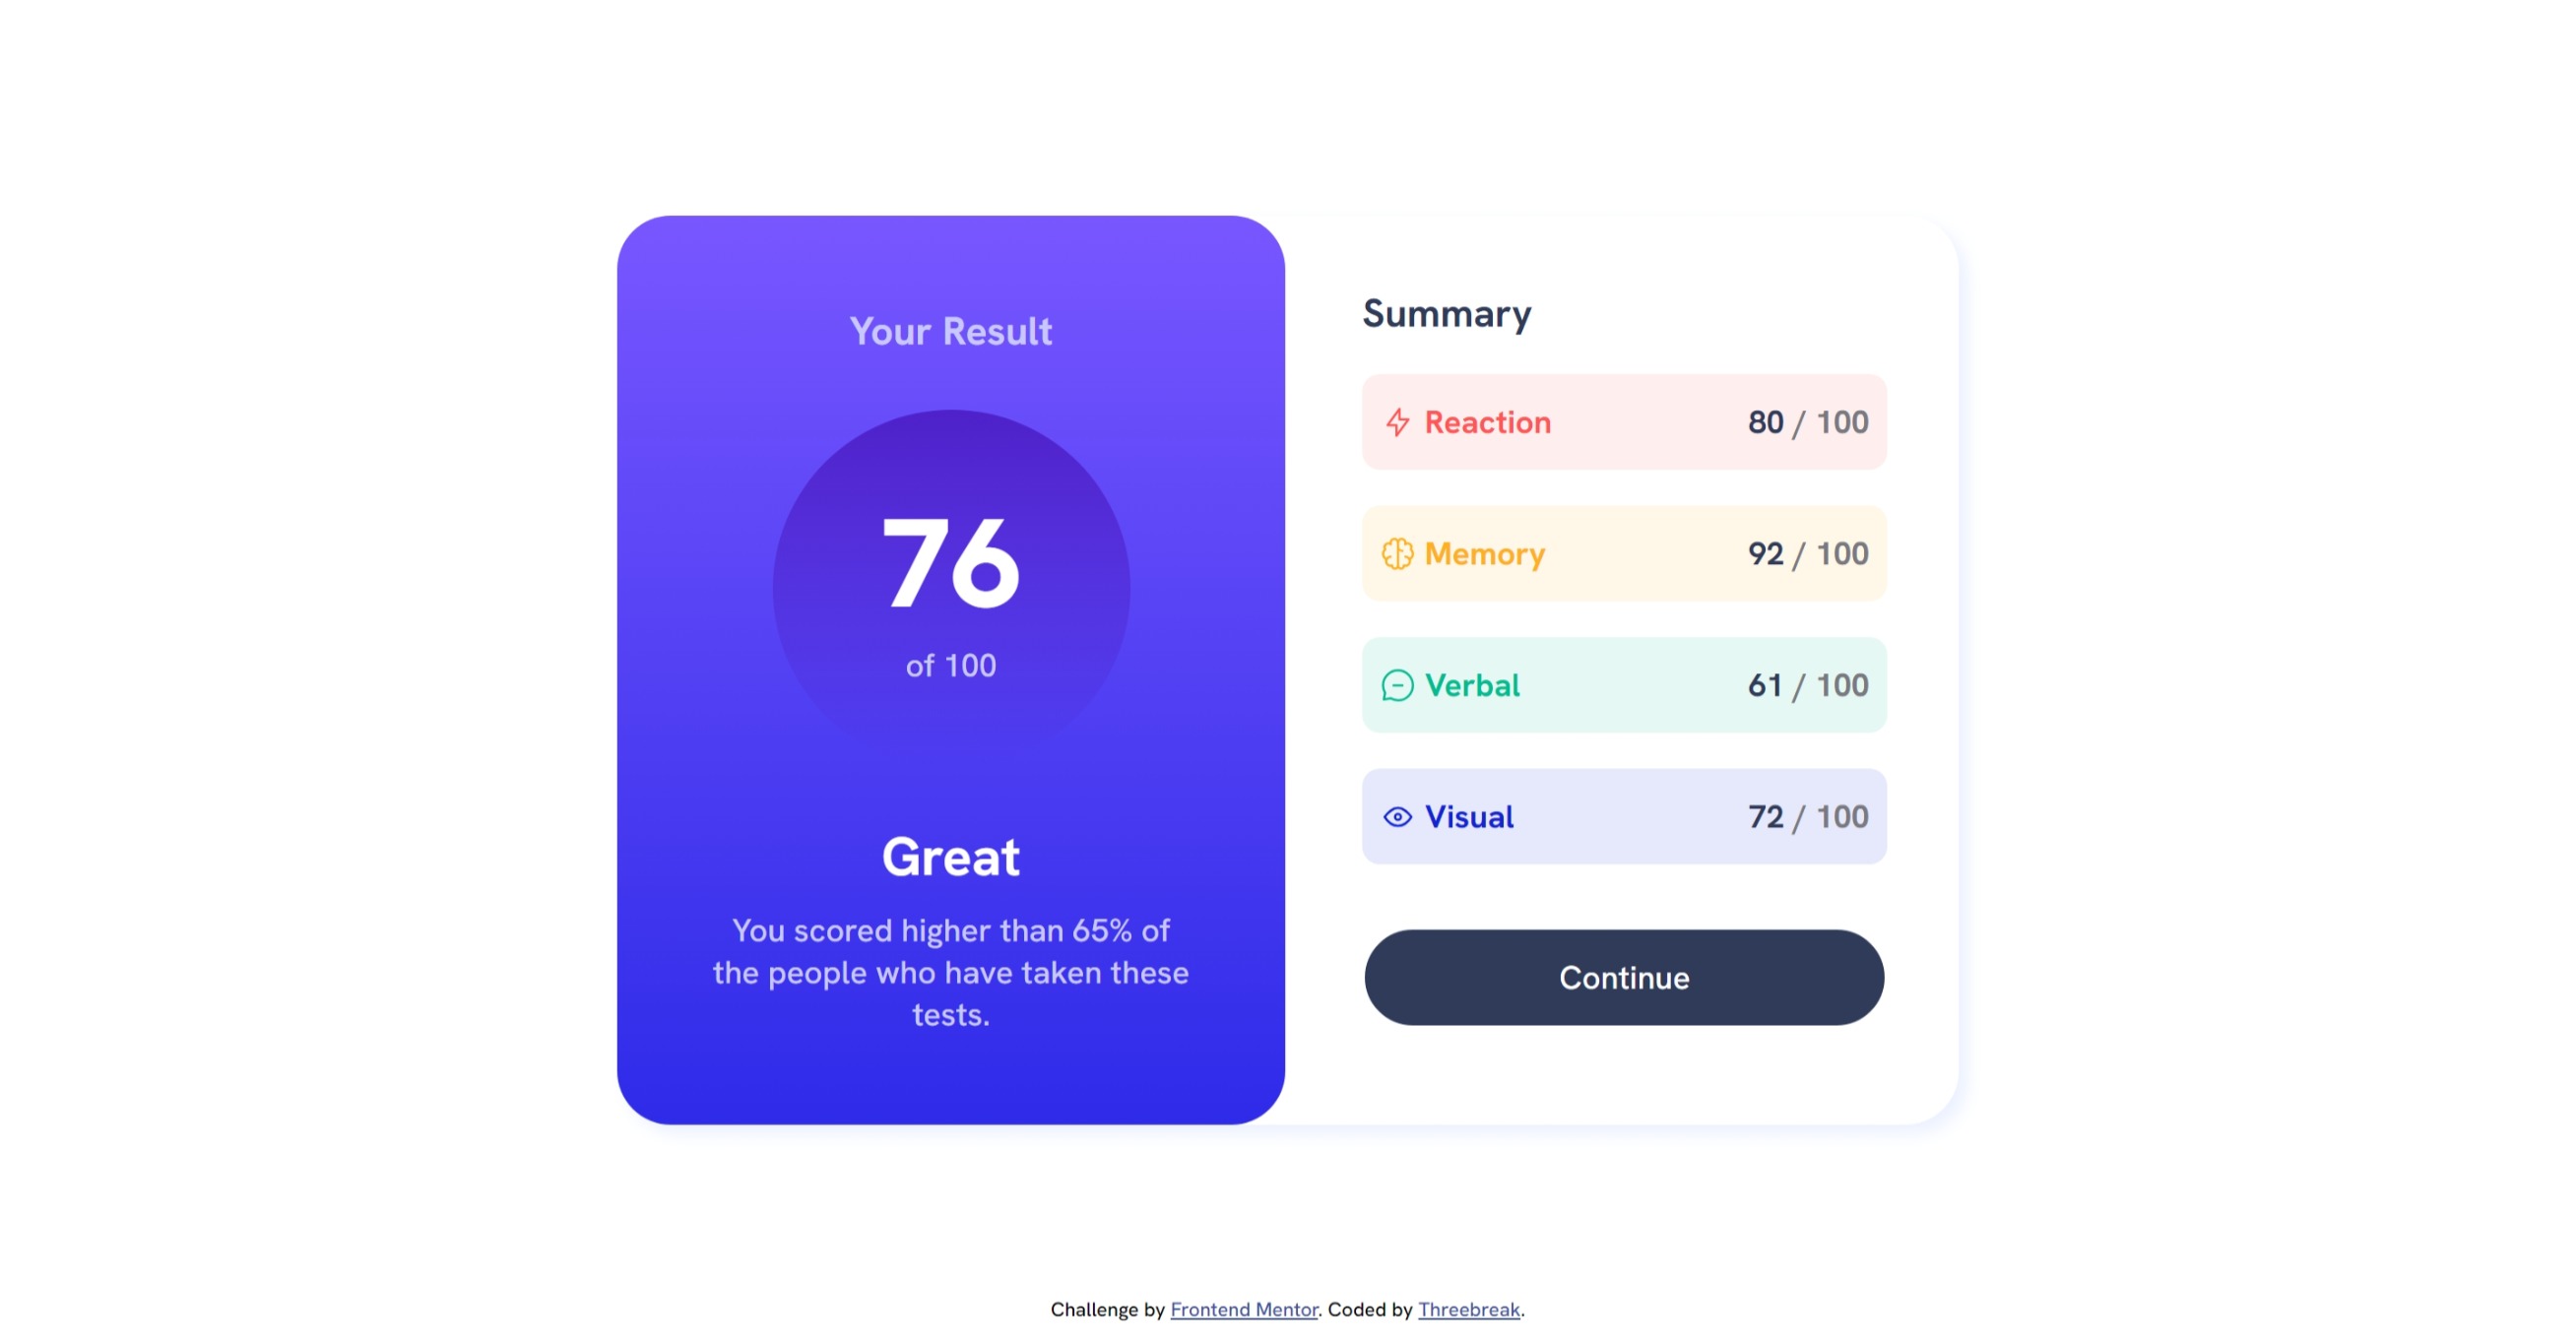 Your Result
76
of 100
Great
You scored higher than 65% of
the people who have taken these
tests.
Summary
Reaction 80 / 100
Memory 92 / 100
Verbal 61 / 100
Visual 72 / 100
Continue
Challenge by Frontend Mentor. Coded by Threebreak.